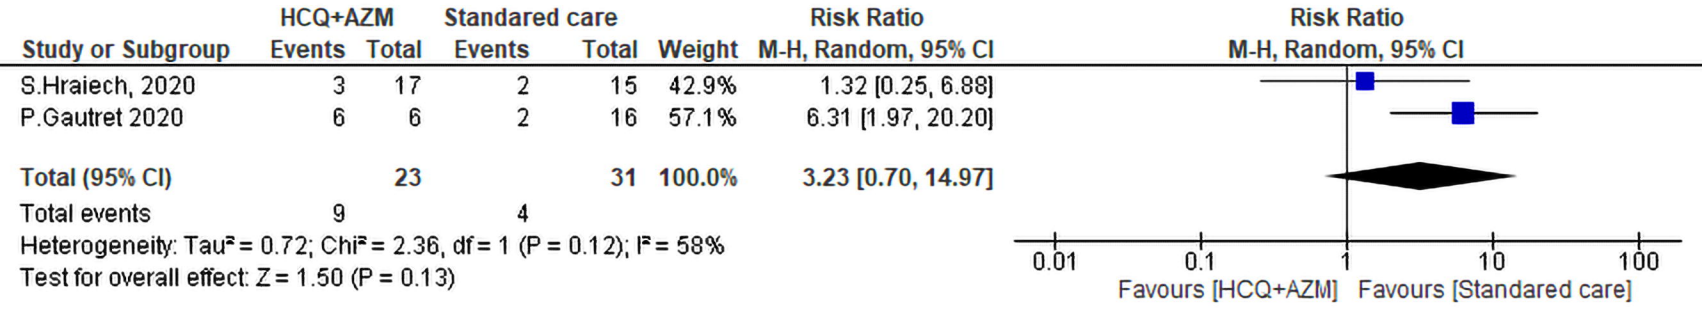 HCQ+AZM Standared care Risk Ratio Risk Ratio
Study or Subgroup Events Total Events Total Weight M-H, Random, 95% CI M-H, Random, 95% CI
S.Hraiech, 2020 3 17 2 15 42.9% 1.32 [0.25, 6.88]
P.Gautret 2020 6 6 2 16 57.1% 6.31 [1.97, 20.20]
Total (95% CI) 23 31 100.0% 3.23 [0.70, 14.97]
Total events 9 4
Heterogeneity: Tau² = 0.72; Chi² = 2.36, df = 1 (P = 0.12); I² = 58%
Test for overall effect: Z = 1.50 (P = 0.13)
0.01 0.1 1 10 100
Favours [HCQ+AZM] Favours [Standared care]